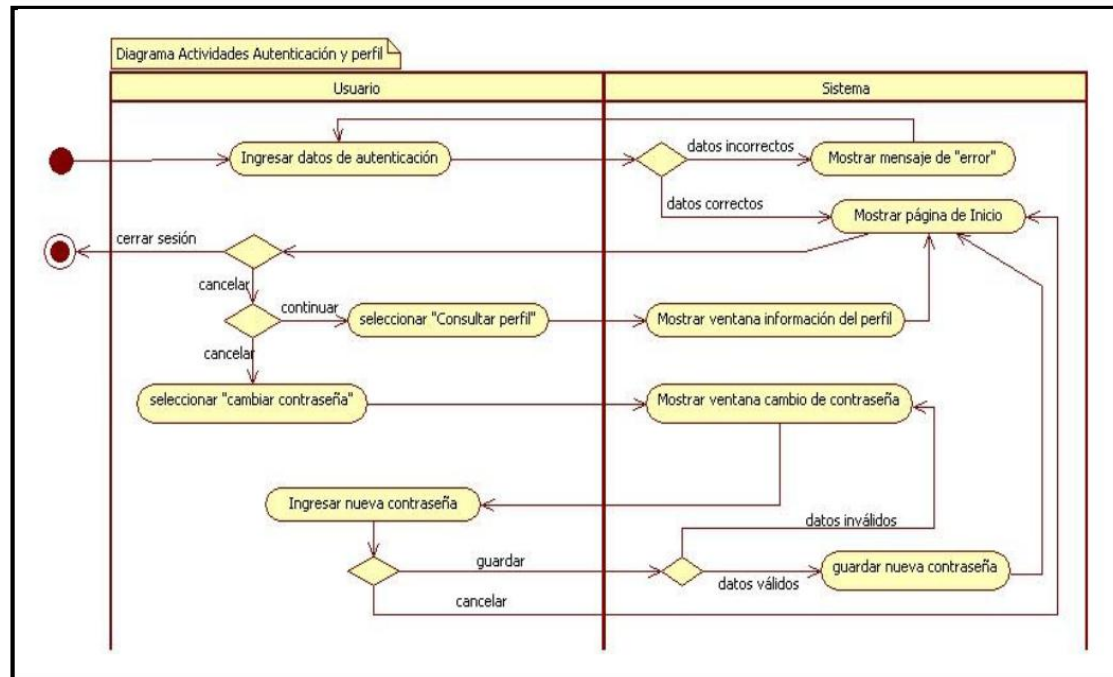 Diagrama Actividades Autenticación y perfil
Usuario
Sistema
Ingresar datos de autenticación
datos incorrectos
Mostrar mensaje de "error"
datos correctos
Mostrar página de Inicio
cerrar sesión
cancelar
continuar
seleccionar "Consultar perfil"
Mostrar ventana información del perfil
cancelar
seleccionar "cambiar contraseña"
Mostrar ventana cambio de contraseña
Ingresar nueva contraseña
datos inválidos
guardar
datos válidos
guardar nueva contraseña
cancelar